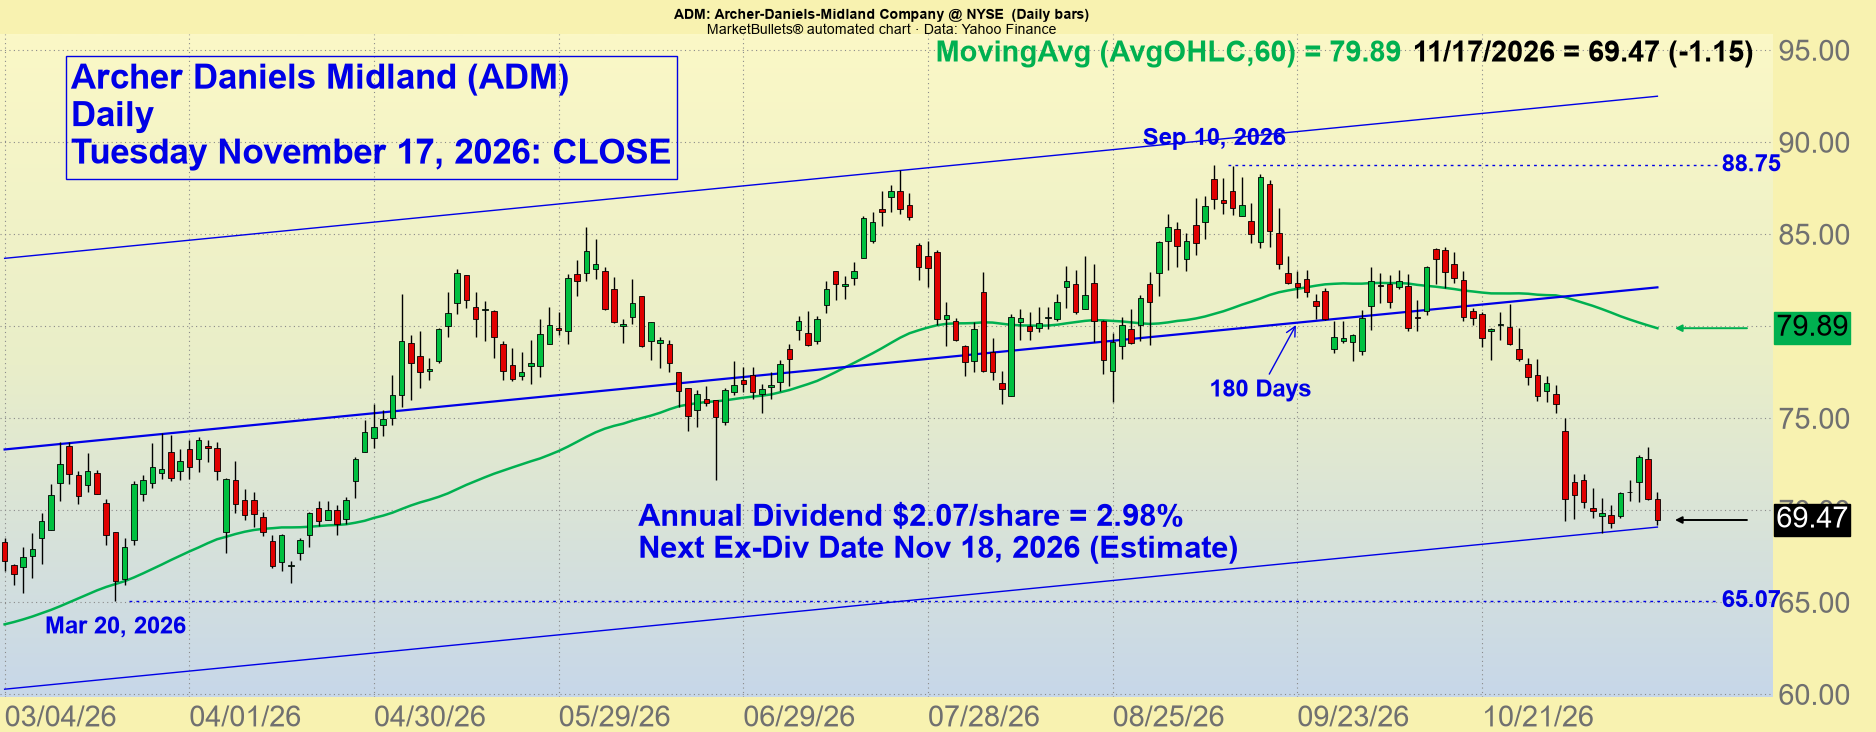 ADM: Archer-Daniels-Midland Company @ NYSE (Daily bars)
MarketBullets® automated chart · Data: Yahoo Finance
MovingAvg (AvgOHLC,60) = 79.89 11/17/2026 = 69.47 (-1.15)
Archer Daniels Midland (ADM)
Daily
Tuesday November 17, 2026: CLOSE
95.00
90.00
Sep 10, 2026
88.75
85.00
79.89
180 Days
75.00
Annual Dividend $2.07/share = 2.98%
Next Ex-Div Date Nov 18, 2026 (Estimate)
70.00
69.47
65.07
65.00
Mar 20, 2026
60.00
03/04/26 04/01/26 04/30/26 05/29/26 06/29/26 07/28/26 08/25/26 09/23/26 10/21/26